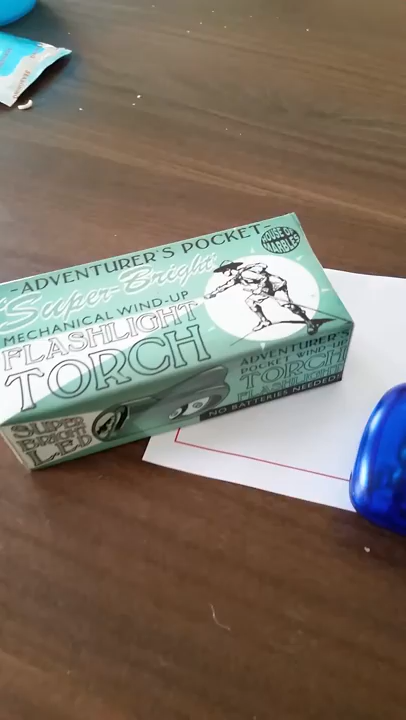 -ADVENTURER'S POCKET-
HOUSE OF
MARBLES
"Super-Bright"
MECHANICAL WIND-UP
FLASHLIGHT
TORCH
ADVENTURER'S
POCKET WIND-UP
TORCH
FLASHLIGHT
NO BATTERIES NEEDED!
SUPER
BRIGHT
LED